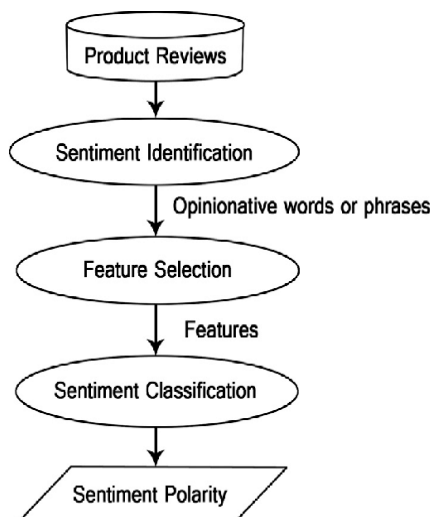 Product Reviews
Sentiment Identification
Opinionative words or phrases
Feature Selection
Features
Sentiment Classification
Sentiment Polarity